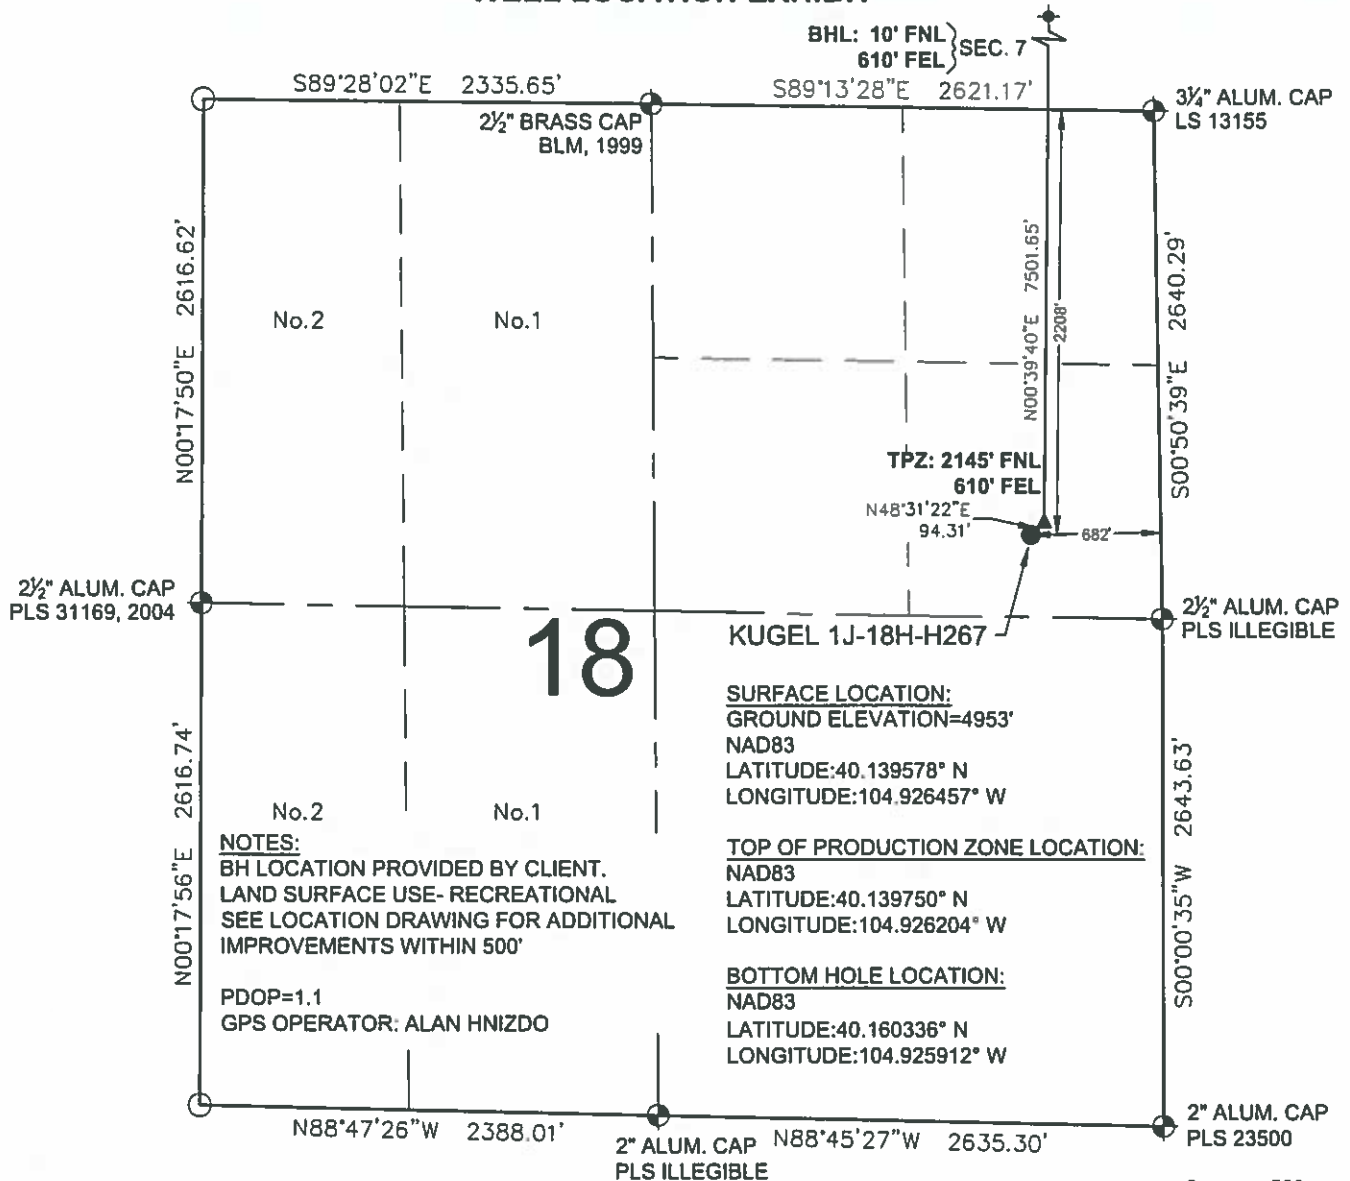 BHL: 10' FNL
610' FEL
SEC. 7
S89°28'02"E 2335.65'
S89°13'28"E 2621.17'
2½" BRASS CAP
BLM, 1999
3¼" ALUM. CAP
LS 13155
N00°17'50"E 2616.62'
No.2
No.1
N00°39'40"E 7501.65'
2208'
S00°50'39"E 2640.29'
TPZ: 2145' FNL
610' FEL
N48°31'22"E
94.31'
682'
2½" ALUM. CAP
PLS 31169, 2004
2½" ALUM. CAP
PLS ILLEGIBLE
18
KUGEL 1J-18H-H267
SURFACE LOCATION:
GROUND ELEVATION=4953'
NAD83
LATITUDE:40.139578° N
LONGITUDE:104.926457° W
N00°17'56"E 2616.74'
No.2
No.1
S00°00'35"W 2643.63'
NOTES:
BH LOCATION PROVIDED BY CLIENT.
LAND SURFACE USE- RECREATIONAL
SEE LOCATION DRAWING FOR ADDITIONAL
IMPROVEMENTS WITHIN 500'
TOP OF PRODUCTION ZONE LOCATION:
NAD83
LATITUDE:40.139750° N
LONGITUDE:104.926204° W
PDOP=1.1
GPS OPERATOR: ALAN HNIZDO
BOTTOM HOLE LOCATION:
NAD83
LATITUDE:40.160336° N
LONGITUDE:104.925912° W
N88°47'26"W 2388.01'
2" ALUM. CAP
PLS ILLEGIBLE
N88°45'27"W 2635.30'
2" ALUM. CAP
PLS 23500